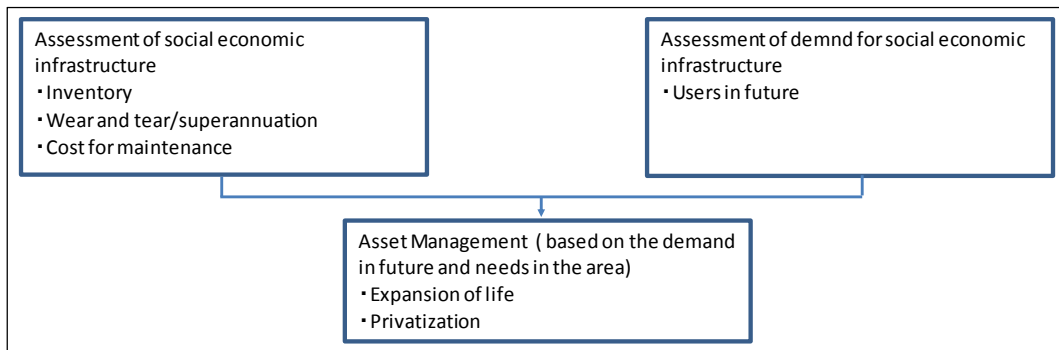 Assessment of social economic
infrastructure
・Inventory
・Wear and tear/superannuation
・Cost for maintenance
Assessment of demnd for social economic
infrastructure
・Users in future
Asset Management ( based on the demand
in future and needs in the area)
・Expansion of life
・Privatization